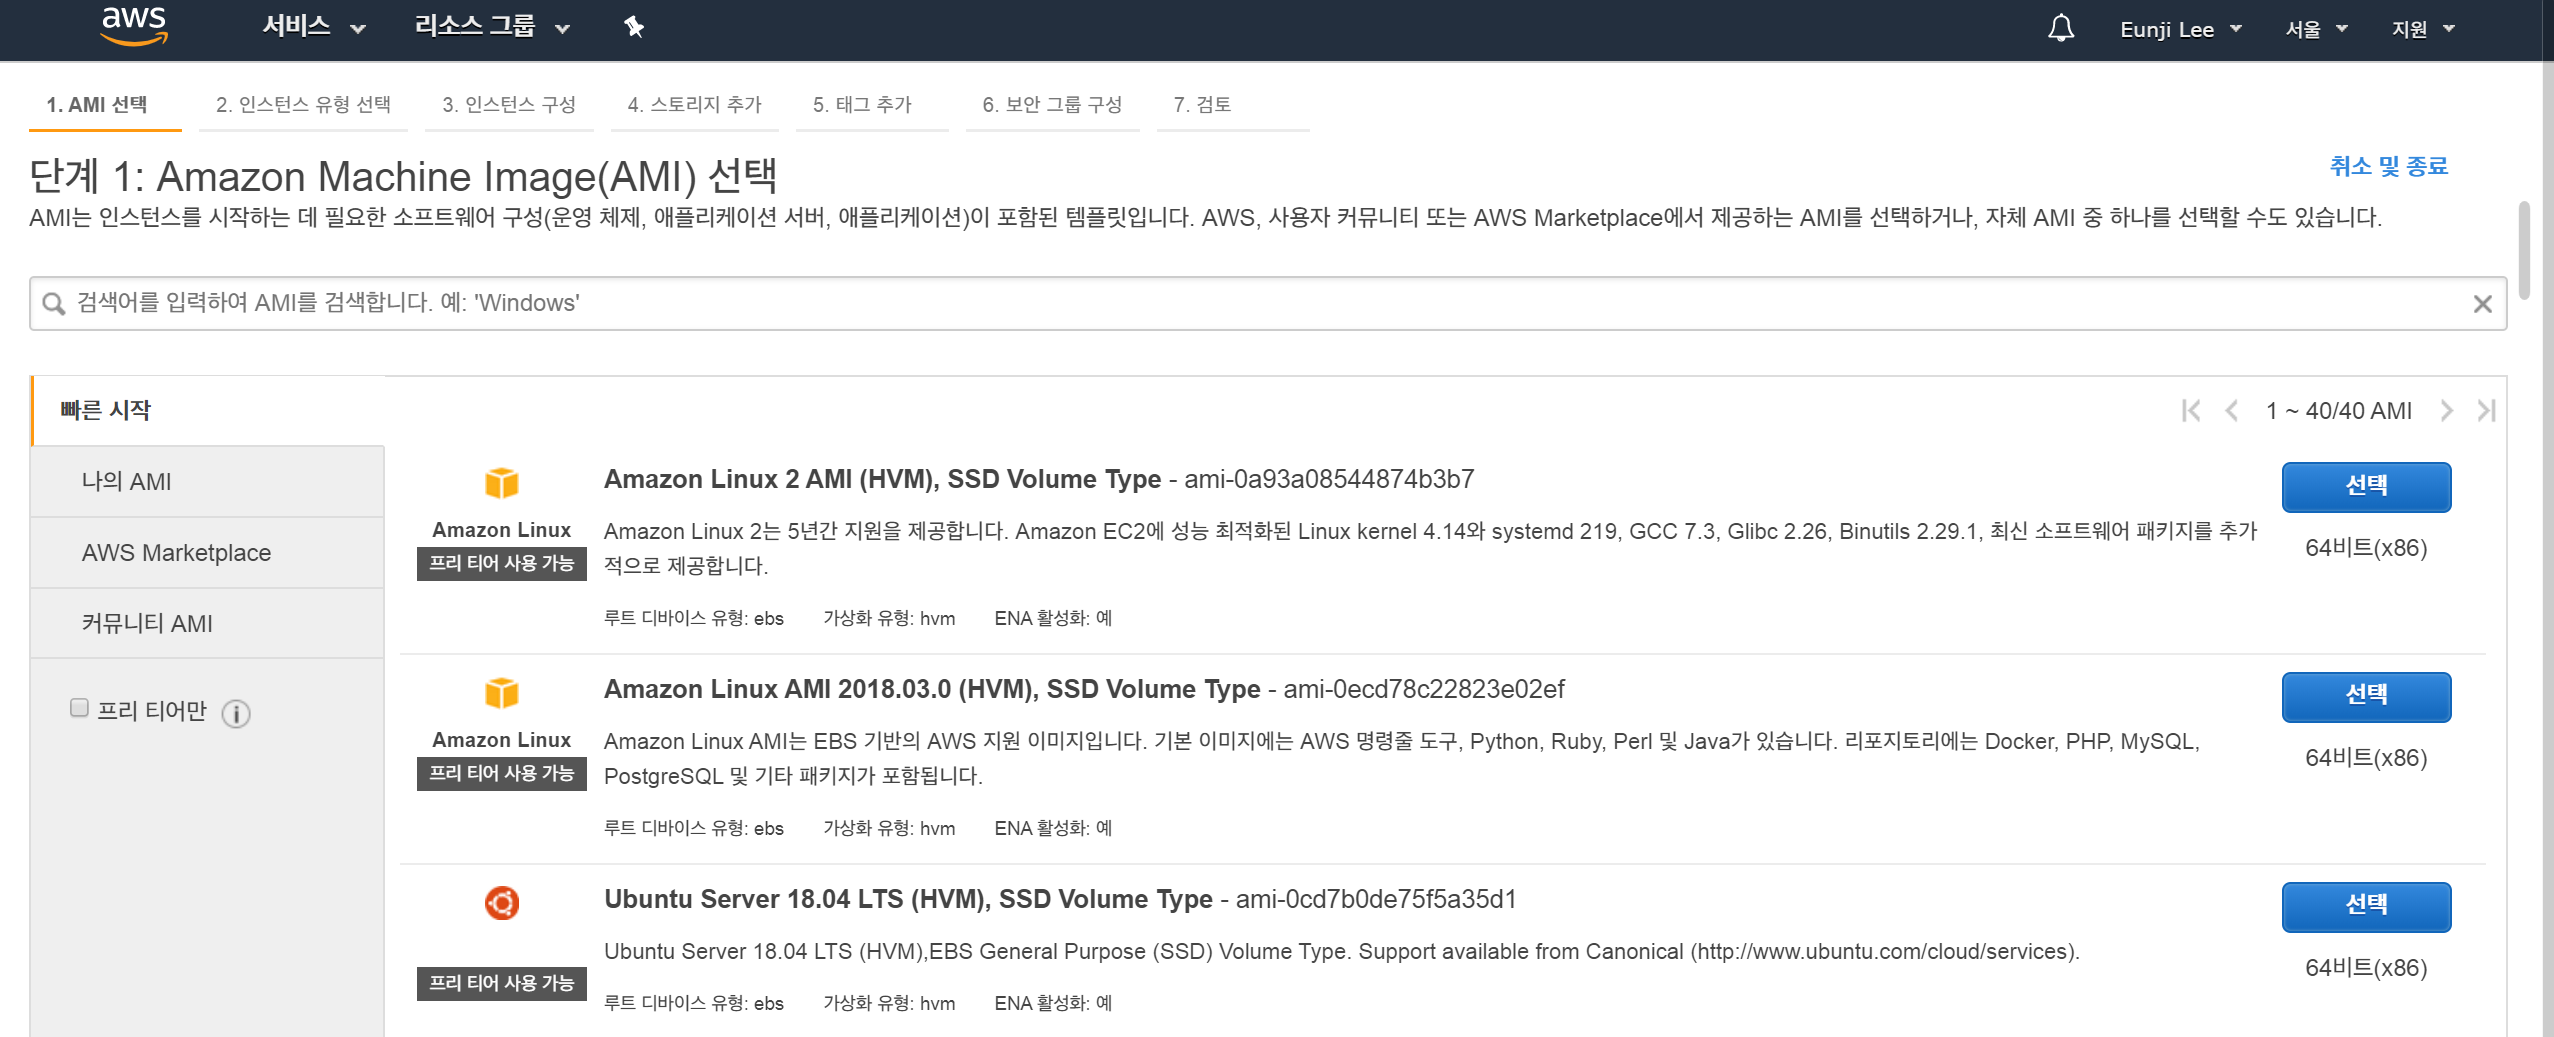 aws 서비스 리소스 그룹 Eunji Lee 서울 지원
1. AMI 선택 2. 인스턴스 유형 선택 3. 인스턴스 구성 4. 스토리지 추가 5. 태그 추가 6. 보안 그룹 구성 7. 검토
단계 1: Amazon Machine Image(AMI) 선택
취소 및 종료
AMI는 인스턴스를 시작하는 데 필요한 소프트웨어 구성(운영 체제, 애플리케이션 서버, 애플리케이션)이 포함된 템플릿입니다. AWS, 사용자 커뮤니티 또는 AWS Marketplace에서 제공하는 AMI를 선택하거나, 자체 AMI 중 하나를 선택할 수도 있습니다.
검색어를 입력하여 AMI를 검색합니다. 예: 'Windows'
빠른 시작
나의 AMI
AWS Marketplace
커뮤니티 AMI
프리 티어만
1 ~ 40/40 AMI
Amazon Linux
프리 티어 사용 가능
Amazon Linux 2 AMI (HVM), SSD Volume Type - ami-0a93a08544874b3b7
Amazon Linux 2는 5년간 지원을 제공합니다. Amazon EC2에 성능 최적화된 Linux kernel 4.14와 systemd 219, GCC 7.3, Glibc 2.26, Binutils 2.29.1, 최신 소프트웨어 패키지를 추가
적으로 제공합니다.
루트 디바이스 유형: ebs 가상화 유형: hvm ENA 활성화: 예
선택
64비트(x86)
Amazon Linux
프리 티어 사용 가능
Amazon Linux AMI 2018.03.0 (HVM), SSD Volume Type - ami-0ecd78c22823e02ef
Amazon Linux AMI는 EBS 기반의 AWS 지원 이미지입니다. 기본 이미지에는 AWS 명령줄 도구, Python, Ruby, Perl 및 Java가 있습니다. 리포지토리에는 Docker, PHP, MySQL,
PostgreSQL 및 기타 패키지가 포함됩니다.
루트 디바이스 유형: ebs 가상화 유형: hvm ENA 활성화: 예
선택
64비트(x86)
프리 티어 사용 가능
Ubuntu Server 18.04 LTS (HVM), SSD Volume Type - ami-0cd7b0de75f5a35d1
Ubuntu Server 18.04 LTS (HVM),EBS General Purpose (SSD) Volume Type. Support available from Canonical (http://www.ubuntu.com/cloud/services).
루트 디바이스 유형: ebs 가상화 유형: hvm ENA 활성화: 예
선택
64비트(x86)